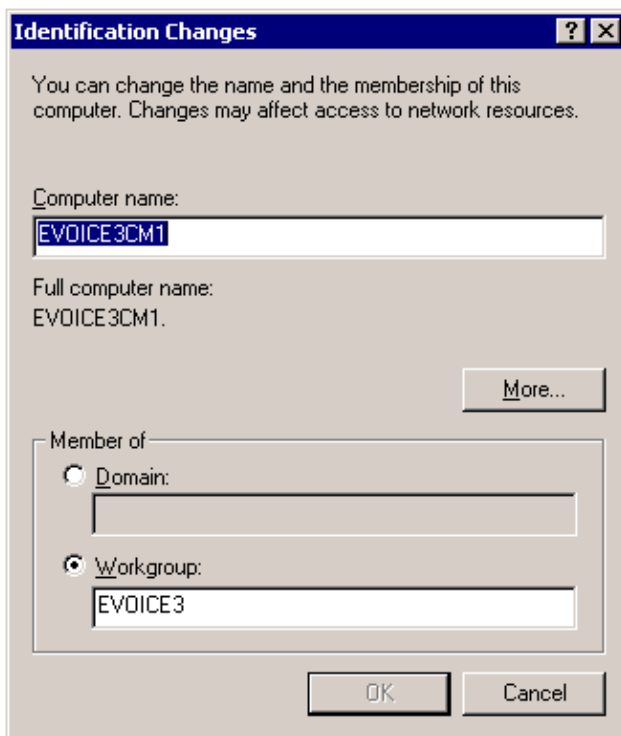 Identification Changes
You can change the name and the membership of this
computer. Changes may affect access to network resources.
Computer name:
EVOICE3CM1
Full computer name:
EVOICE3CM1.
More...
Member of
Domain:
Workgroup:
EVOICE3
OK
Cancel